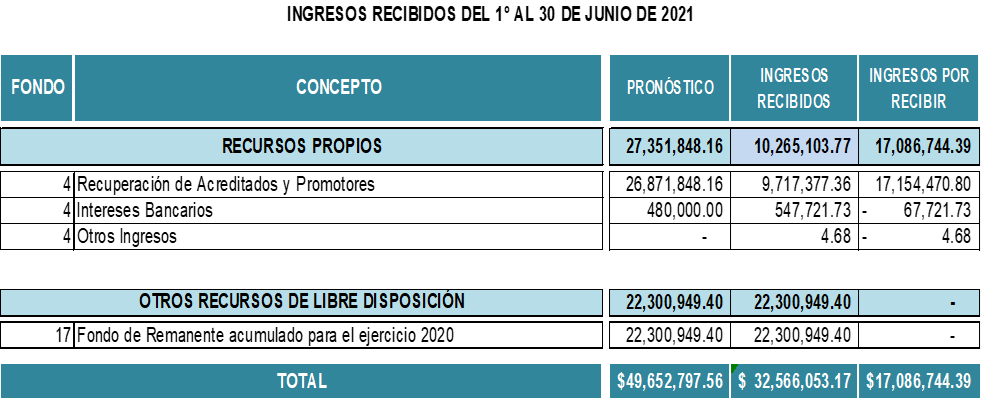 INGRESOS RECIBIDOS DEL 1° AL 30 DE JUNIO DE 2021
FONDO CONCEPTO PRONÓSTICO INGRESOS RECIBIDOS INGRESOS POR RECIBIR
RECURSOS PROPIOS 27,351,848.16 10,265,103.77 17,086,744.39
4 Recuperación de Acreditados y Promotores 26,871,848.16 9,717,377.36 17,154,470.80
4 Intereses Bancarios 480,000.00 547,721.73 - 67,721.73
4 Otros Ingresos - 4.68 - 4.68
OTROS RECURSOS DE LIBRE DISPOSICIÓN 22,300,949.40 22,300,949.40 -
17 Fondo de Remanente acumulado para el ejercicio 2020 22,300,949.40 22,300,949.40 -
TOTAL $49,652,797.56 $ 32,566,053.17 $17,086,744.39